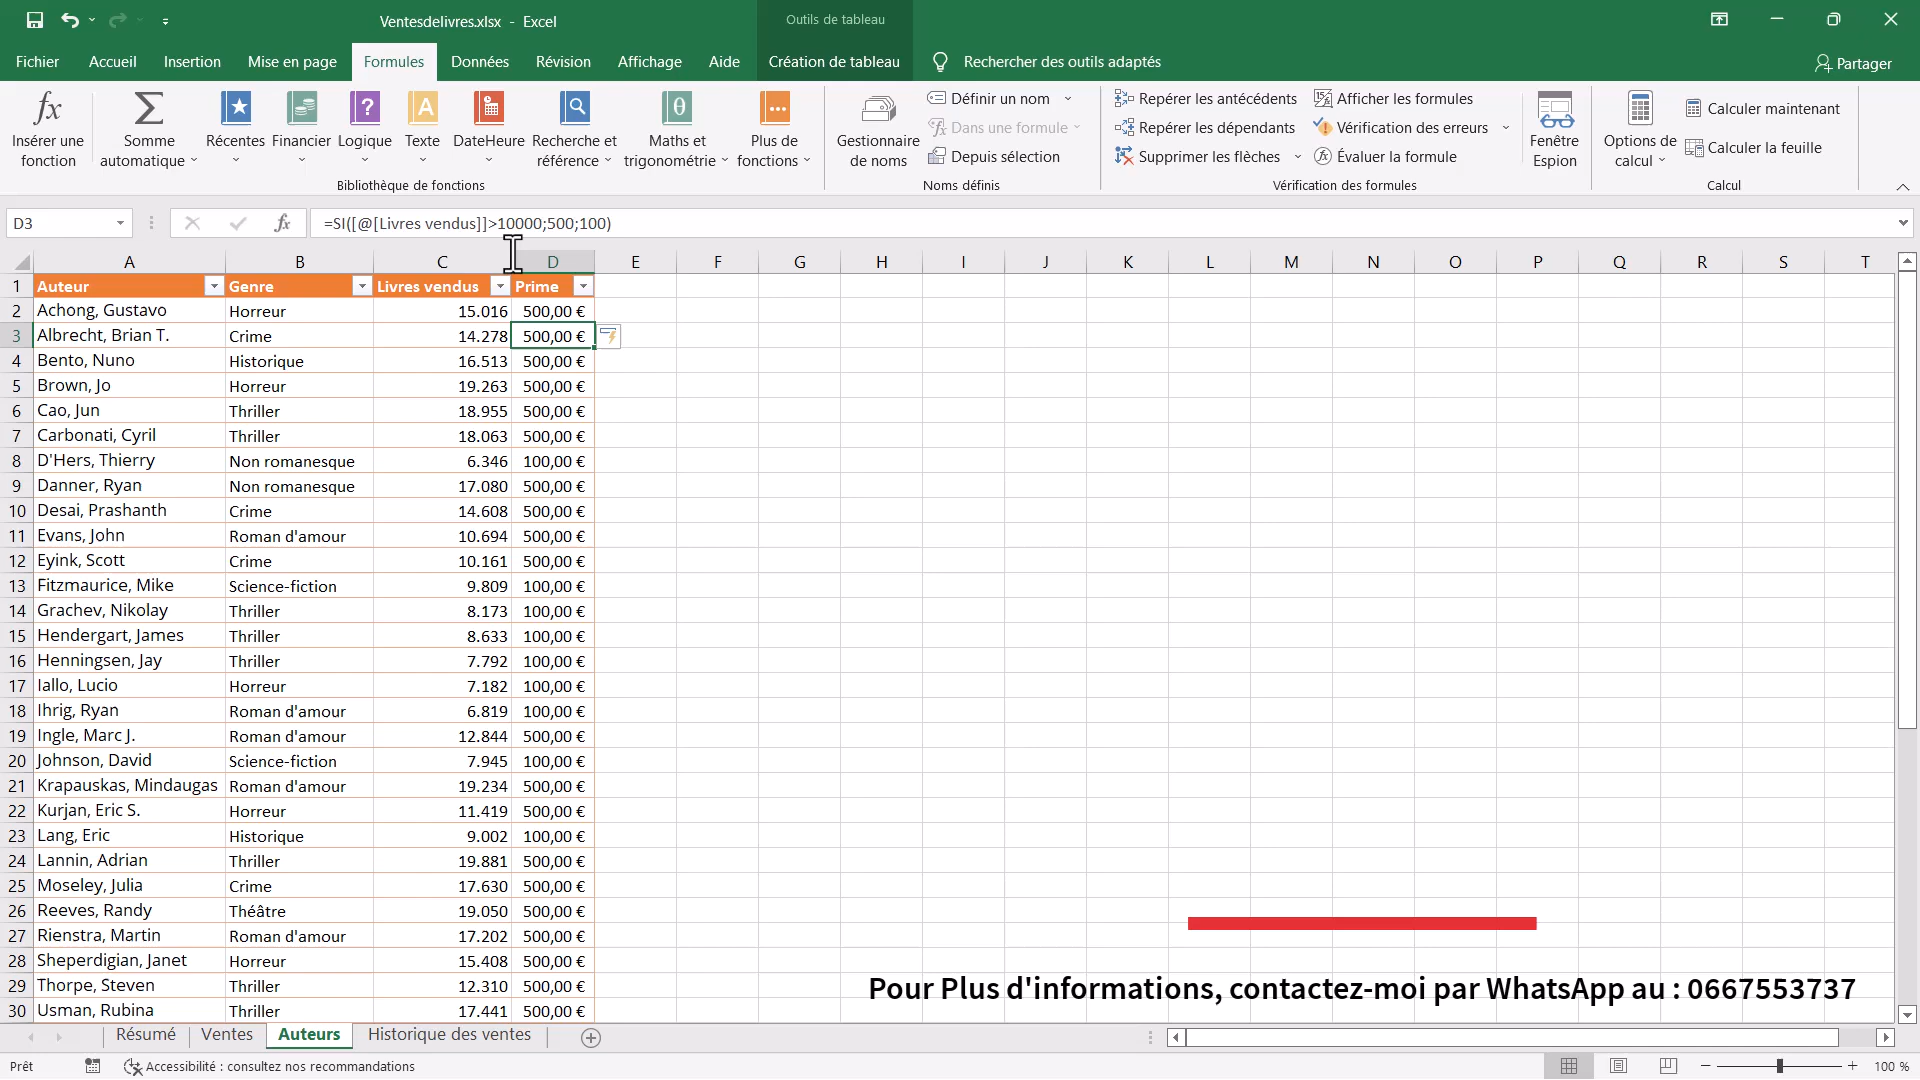 Ventesdelivres.xlsx - Excel
Outils de tableau
Fichier Accueil Insertion Mise en page Formules Données Révision Affichage Aide Création de tableau Rechercher des outils adaptés Partager
Insérer une fonction
Somme automatique
Récentes
Financier
Logique
Texte
DateHeure
Recherche et référence
Maths et trigonométrie
Plus de fonctions
Bibliothèque de fonctions
Gestionnaire de noms
Définir un nom
Dans une formule
Depuis sélection
Noms définis
Repérer les antécédents
Repérer les dépendants
Supprimer les flèches
Afficher les formules
Vérification des erreurs
Évaluer la formule
Vérification des formules
Fenêtre Espion
Options de calcul
Calculer maintenant
Calculer la feuille
Calcul
D3 fx =SI([@[Livres vendus]]>10000;500;100)
A B C D E F G H I J K L M N O P Q R S T
1 Auteur Genre Livres vendus Prime
2 Achong, Gustavo Horreur 15.016 500,00 €
3 Albrecht, Brian T. Crime 14.278 500,00 €
4 Bento, Nuno Historique 16.513 500,00 €
5 Brown, Jo Horreur 19.263 500,00 €
6 Cao, Jun Thriller 18.955 500,00 €
7 Carbonati, Cyril Thriller 18.063 500,00 €
8 D'Hers, Thierry Non romanesque 6.346 100,00 €
9 Danner, Ryan Non romanesque 17.080 500,00 €
10 Desai, Prashanth Crime 14.608 500,00 €
11 Evans, John Roman d'amour 10.694 500,00 €
12 Eyink, Scott Crime 10.161 500,00 €
13 Fitzmaurice, Mike Science-fiction 9.809 100,00 €
14 Grachev, Nikolay Thriller 8.173 100,00 €
15 Hendergart, James Thriller 8.633 100,00 €
16 Henningsen, Jay Thriller 7.792 100,00 €
17 Iallo, Lucio Horreur 7.182 100,00 €
18 Ihrig, Ryan Roman d'amour 6.819 100,00 €
19 Ingle, Marc J. Roman d'amour 12.844 500,00 €
20 Johnson, David Science-fiction 7.945 100,00 €
21 Krapauskas, Mindaugas Roman d'amour 19.234 500,00 €
22 Kurjan, Eric S. Horreur 11.419 500,00 €
23 Lang, Eric Historique 9.002 100,00 €
24 Lannin, Adrian Thriller 19.881 500,00 €
25 Moseley, Julia Crime 17.630 500,00 €
26 Reeves, Randy Théâtre 19.050 500,00 €
27 Rienstra, Martin Roman d'amour 17.202 500,00 €
28 Sheperdigian, Janet Horreur 15.408 500,00 €
29 Thorpe, Steven Thriller 12.310 500,00 €
30 Usman, Rubina Thriller 17.441 500,00 €
Pour Plus d'informations, contactez-moi par WhatsApp au : 0667553737
Résumé Ventes Auteurs Historique des ventes
Prêt Accessibilité : consultez nos recommandations 100 %